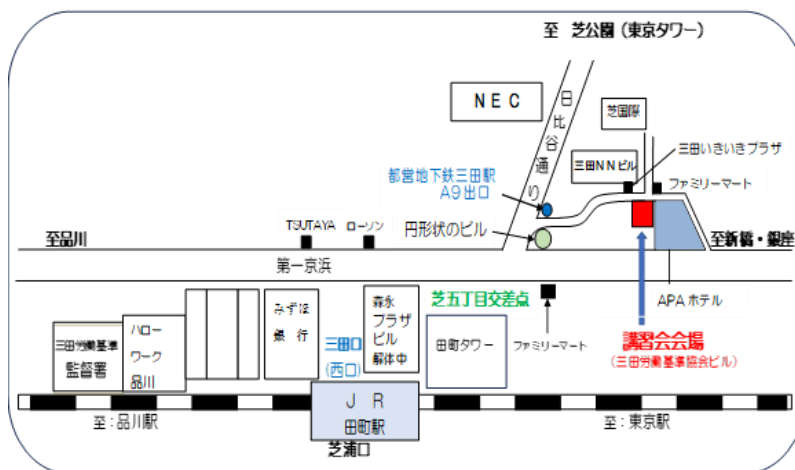 至 芝公園（東京タワー）
NEC
日比谷通り
芝国際
三田いきいきプラザ
三田NNビル
都営地下鉄三田駅
A9出口
ファミリーマート
TSUTAYA ローソン
円形状のビル
至品川
至新橋・銀座
第一京浜
APAホテル
みずほ
銀行
森永
プラザ
ビル
解体中
芝五丁目交差点
三田口
(西口)
田町タワー
ファミリーマート
講習会会場
(三田労働基準協会ビル)
三田労働基準
監督署
ハロー
ワーク
品川
JR
田町駅
至：品川駅
至：東京駅
芝浦口